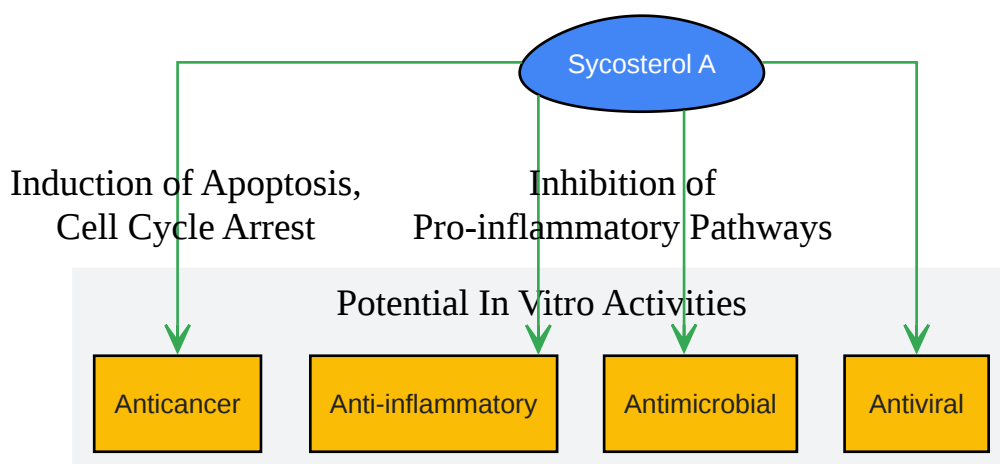 Sycosterol A
Induction of Apoptosis,
Cell Cycle Arrest
Inhibition of
Pro-inflammatory Pathways
Potential In Vitro Activities
Anticancer
Anti-inflammatory
Antimicrobial
Antiviral